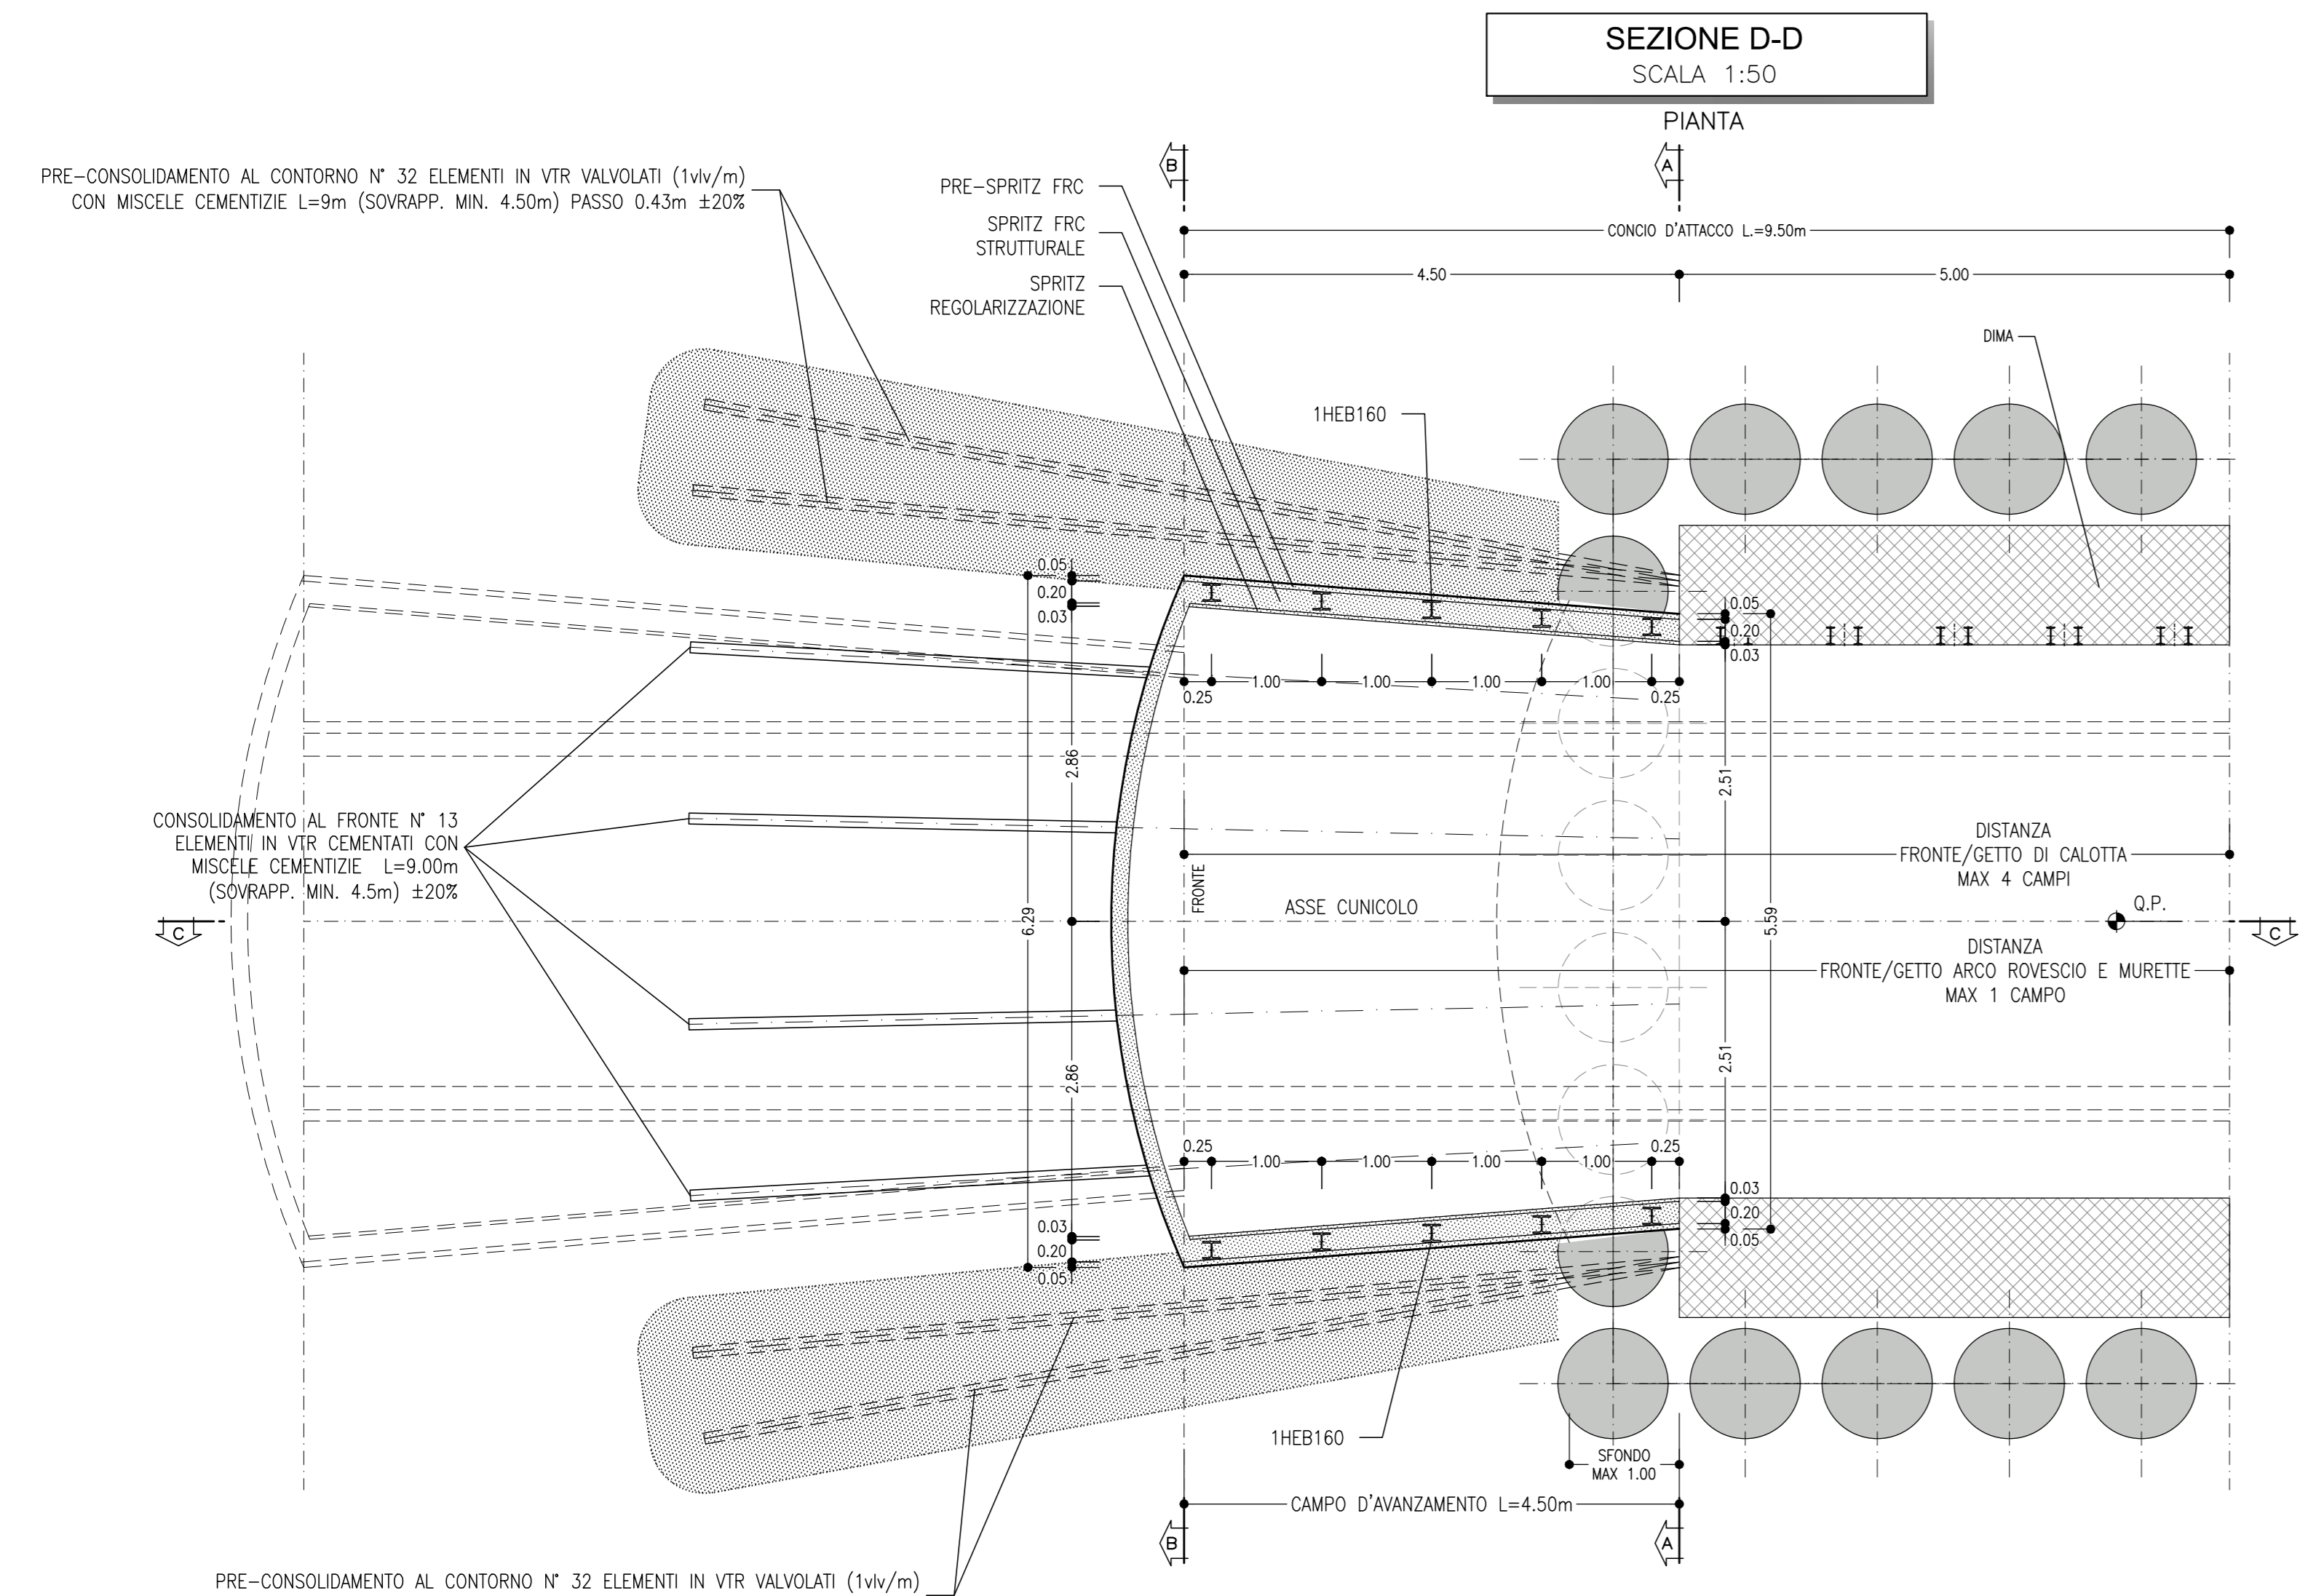 SEZIONE D-D
SCALA 1:50
PIANTA
B
A
PRE-CONSOLIDAMENTO AL CONTORNO N° 32 ELEMENTI IN VTR VALVOLATI (1vlv/m)
CON MISCELE CEMENTIZIE L=9m (SOVRAPP. MIN. 4.50m) PASSO 0.43m ±20%
PRE-SPRITZ FRC
SPRITZ FRC
STRUTTURALE
SPRITZ
REGOLARIZZAZIONE
CONCIO D'ATTACCO L.=9.50m
4.50
5.00
DIMA
1HEB160
0.05
0.20
0.03
0.05
0.20
0.03
0.25
1.00
1.00
1.00
1.00
0.25
2.86
2.51
CONSOLIDAMENTO AL FRONTE N° 13
ELEMENTI IN VTR CEMENTATI CON
MISCELE CEMENTIZIE L=9.00m
(SOVRAPP. MIN. 4.5m) ±20%
DISTANZA
FRONTE/GETTO DI CALOTTA
MAX 4 CAMPI
FRONTE
6.29
ASSE CUNICOLO
5.59
Q.P.
C
C
DISTANZA
FRONTE/GETTO ARCO ROVESCIO E MURETTE
MAX 1 CAMPO
2.86
2.51
0.25
1.00
1.00
1.00
1.00
0.25
0.03
0.20
0.05
0.03
0.20
0.05
1HEB160
SFONDO
MAX 1.00
CAMPO D'AVANZAMENTO L=4.50m
B
A
PRE-CONSOLIDAMENTO AL CONTORNO N° 32 ELEMENTI IN VTR VALVOLATI (1vlv/m)